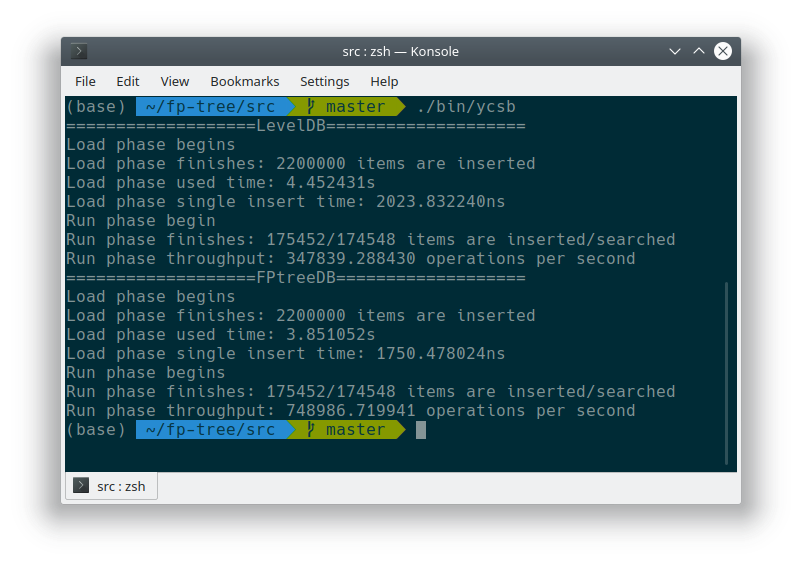 src : zsh — Konsole
File Edit View Bookmarks Settings Help
(base) ~/fp-tree/src master ./bin/ycsb
===================LevelDB====================
Load phase begins
Load phase finishes: 2200000 items are inserted
Load phase used time: 4.452431s
Load phase single insert time: 2023.832240ns
Run phase begin
Run phase finishes: 175452/174548 items are inserted/searched
Run phase throughput: 347839.288430 operations per second
===================FPtreeDB===================
Load phase begins
Load phase finishes: 2200000 items are inserted
Load phase used time: 3.851052s
Load phase single insert time: 1750.478024ns
Run phase begins
Run phase finishes: 175452/174548 items are inserted/searched
Run phase throughput: 748986.719941 operations per second
(base) ~/fp-tree/src master
src : zsh